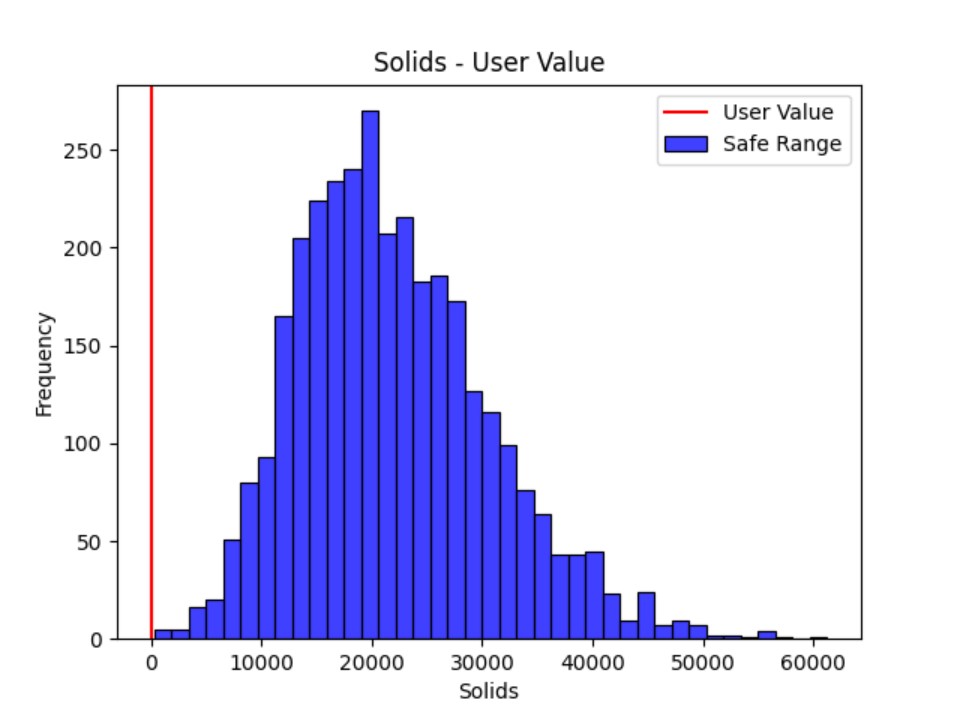 Solids - User Value
User Value
Safe Range
Frequency
250
200
150
100
50
0
0 10000 20000 30000 40000 50000 60000
Solids